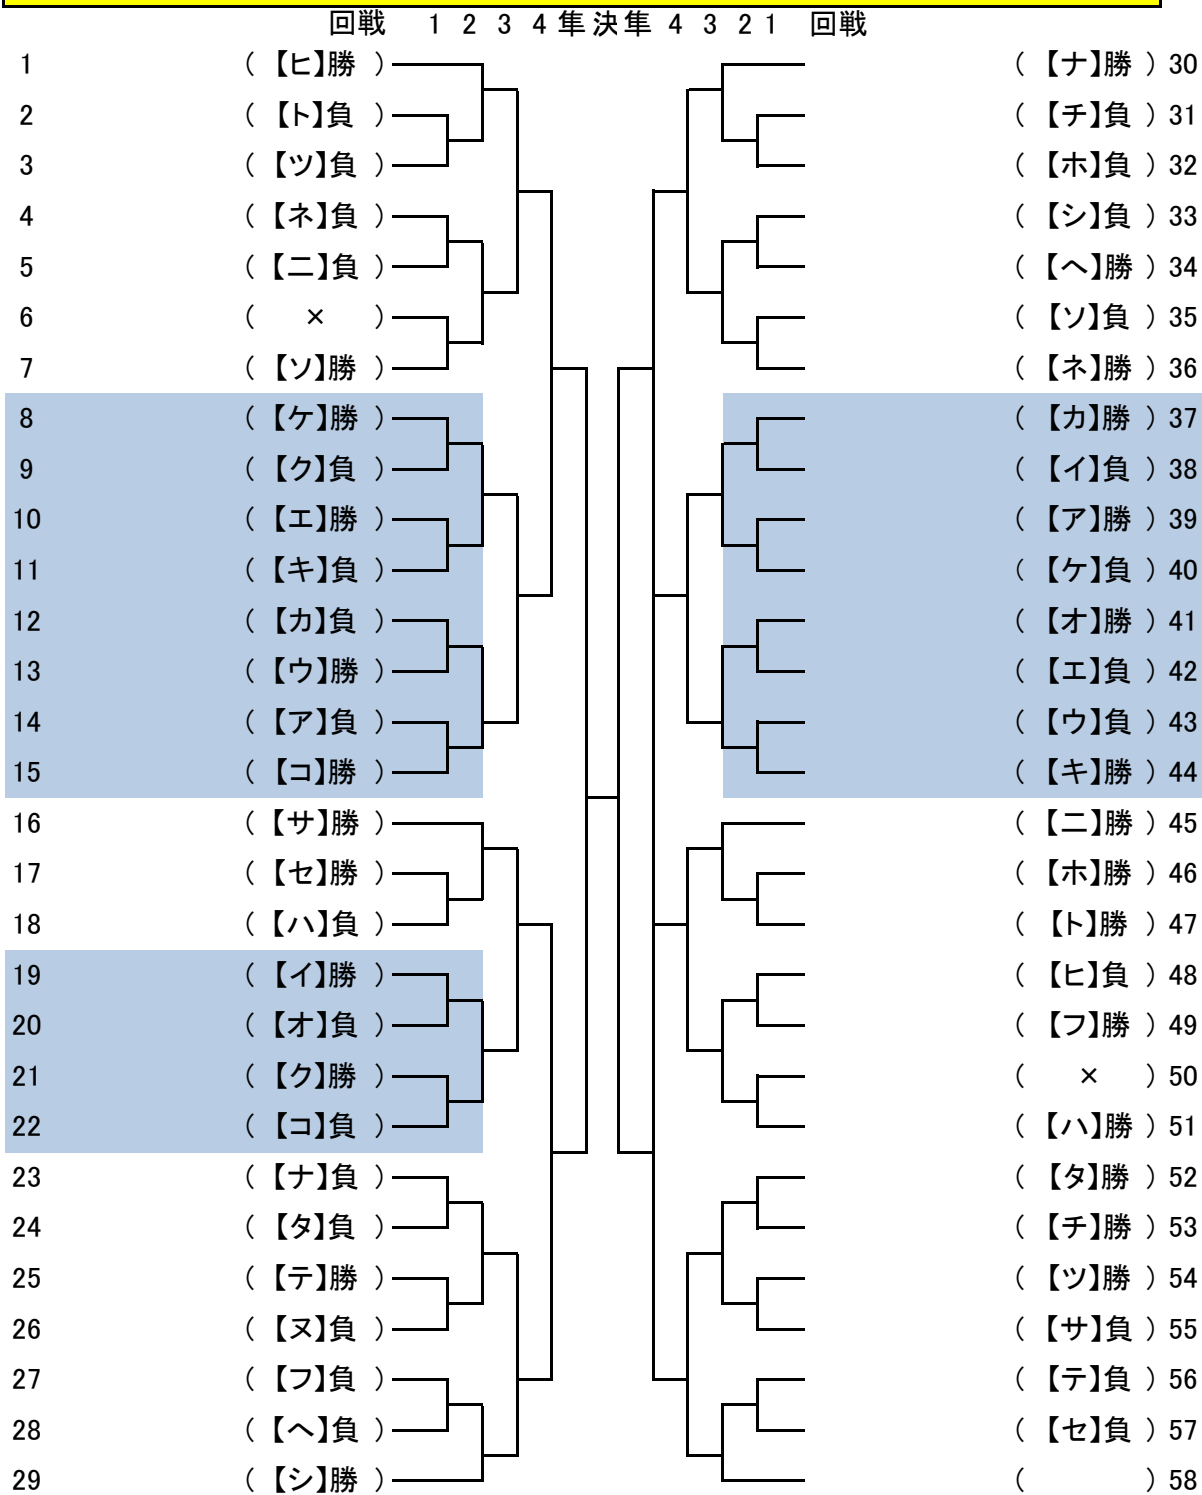 回戦 1 2 3 4 隼 決 隼 4 3 2 1 回戦
1 ( 【ヒ】勝 ) ( 【ナ】勝 ) 30
2 ( 【ト】負 ) ( 【チ】負 ) 31
3 ( 【ツ】負 ) ( 【ホ】負 ) 32
4 ( 【ネ】負 ) ( 【シ】負 ) 33
5 ( 【ニ】負 ) ( 【ヘ】勝 ) 34
6 ( × ) ( 【ソ】負 ) 35
7 ( 【ソ】勝 ) ( 【ネ】勝 ) 36
8 ( 【ケ】勝 ) ( 【カ】勝 ) 37
9 ( 【ク】負 ) ( 【イ】負 ) 38
10 ( 【エ】勝 ) ( 【ア】勝 ) 39
11 ( 【キ】負 ) ( 【ケ】負 ) 40
12 ( 【カ】負 ) ( 【オ】勝 ) 41
13 ( 【ウ】勝 ) ( 【エ】負 ) 42
14 ( 【ア】負 ) ( 【ウ】負 ) 43
15 ( 【コ】勝 ) ( 【キ】勝 ) 44
16 ( 【サ】勝 ) ( 【ニ】勝 ) 45
17 ( 【セ】勝 ) ( 【ホ】勝 ) 46
18 ( 【ハ】負 ) ( 【ト】勝 ) 47
19 ( 【イ】勝 ) ( 【ヒ】負 ) 48
20 ( 【オ】負 ) ( 【フ】勝 ) 49
21 ( 【ク】勝 ) ( × ) 50
22 ( 【コ】負 ) ( 【ハ】勝 ) 51
23 ( 【ナ】負 ) ( 【タ】勝 ) 52
24 ( 【タ】負 ) ( 【チ】勝 ) 53
25 ( 【テ】勝 ) ( 【ツ】勝 ) 54
26 ( 【ヌ】負 ) ( 【サ】負 ) 55
27 ( 【フ】負 ) ( 【テ】負 ) 56
28 ( 【ヘ】負 ) ( 【セ】負 ) 57
29 ( 【シ】勝 ) ( ) 58